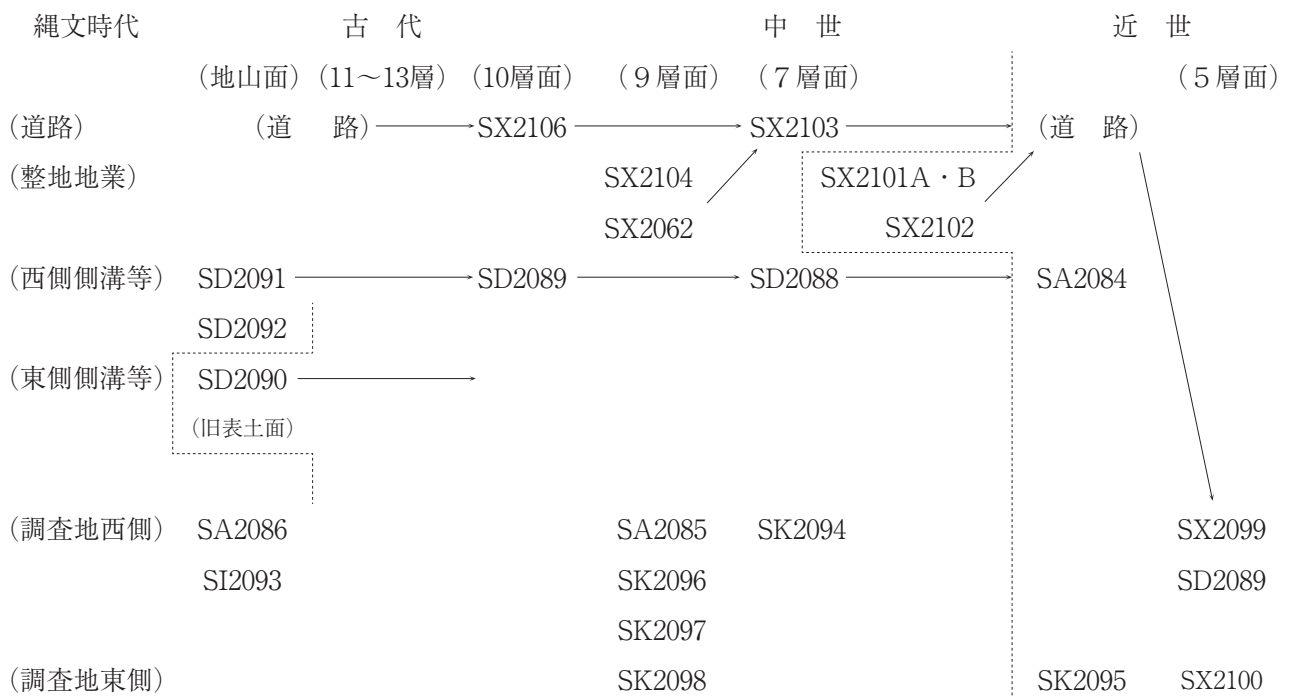 縄文時代 古 代 中 世 近 世
(地山面) (11～13層) (10層面) (９層面) (７層面) (５層面)
(道路) (道 路) SX2106 SX2103 (道 路)
(整地地業) SX2104 SX2101A・B
SX2062 SX2102
(西側側溝等) SD2091 SD2089 SD2088 SA2084
SD2092
(東側側溝等) SD2090
(旧表土面)
(調査地西側) SA2086 SA2085 SK2094 SX2099
SI2093 SK2096 SD2089
SK2097
(調査地東側) SK2098 SK2095 SX2100